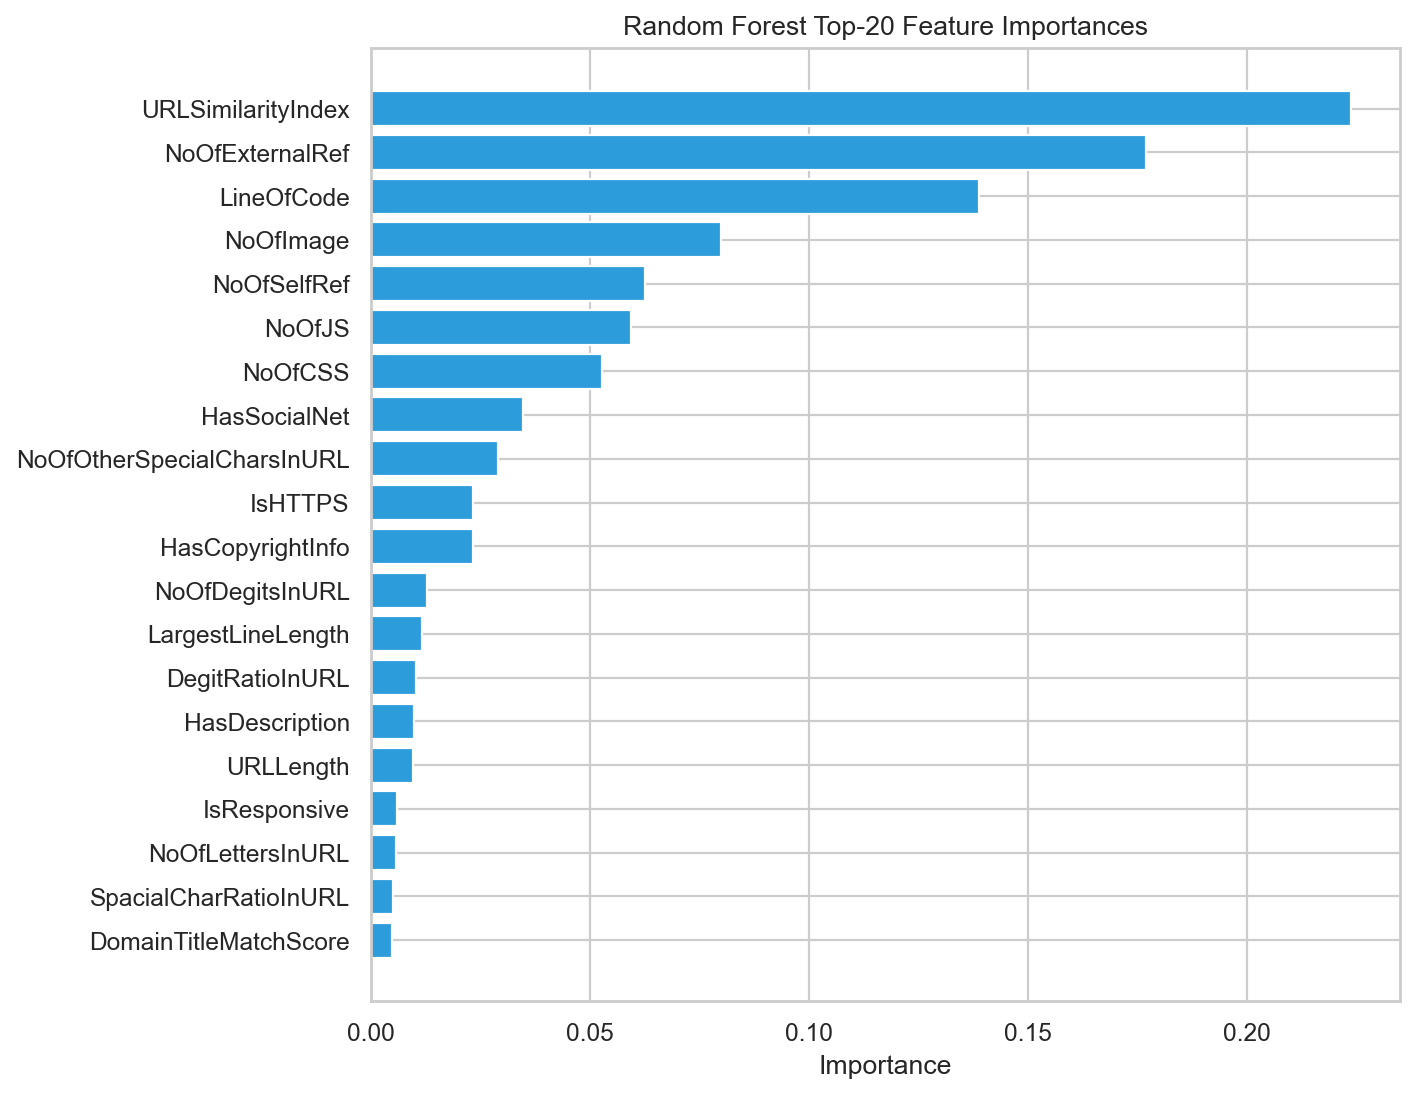 Random Forest Top-20 Feature Importances
URLSimilarityIndex
NoOfExternalRef
LineOfCode
NoOfImage
NoOfSelfRef
NoOfJS
NoOfCSS
HasSocialNet
NoOfOtherSpecialCharsInURL
IsHTTPS
HasCopyrightInfo
NoOfDegitsInURL
LargestLineLength
DegitRatioInURL
HasDescription
URLLength
IsResponsive
NoOfLettersInURL
SpacialCharRatioInURL
DomainTitleMatchScore
0.00 0.05 0.10 0.15 0.20
Importance